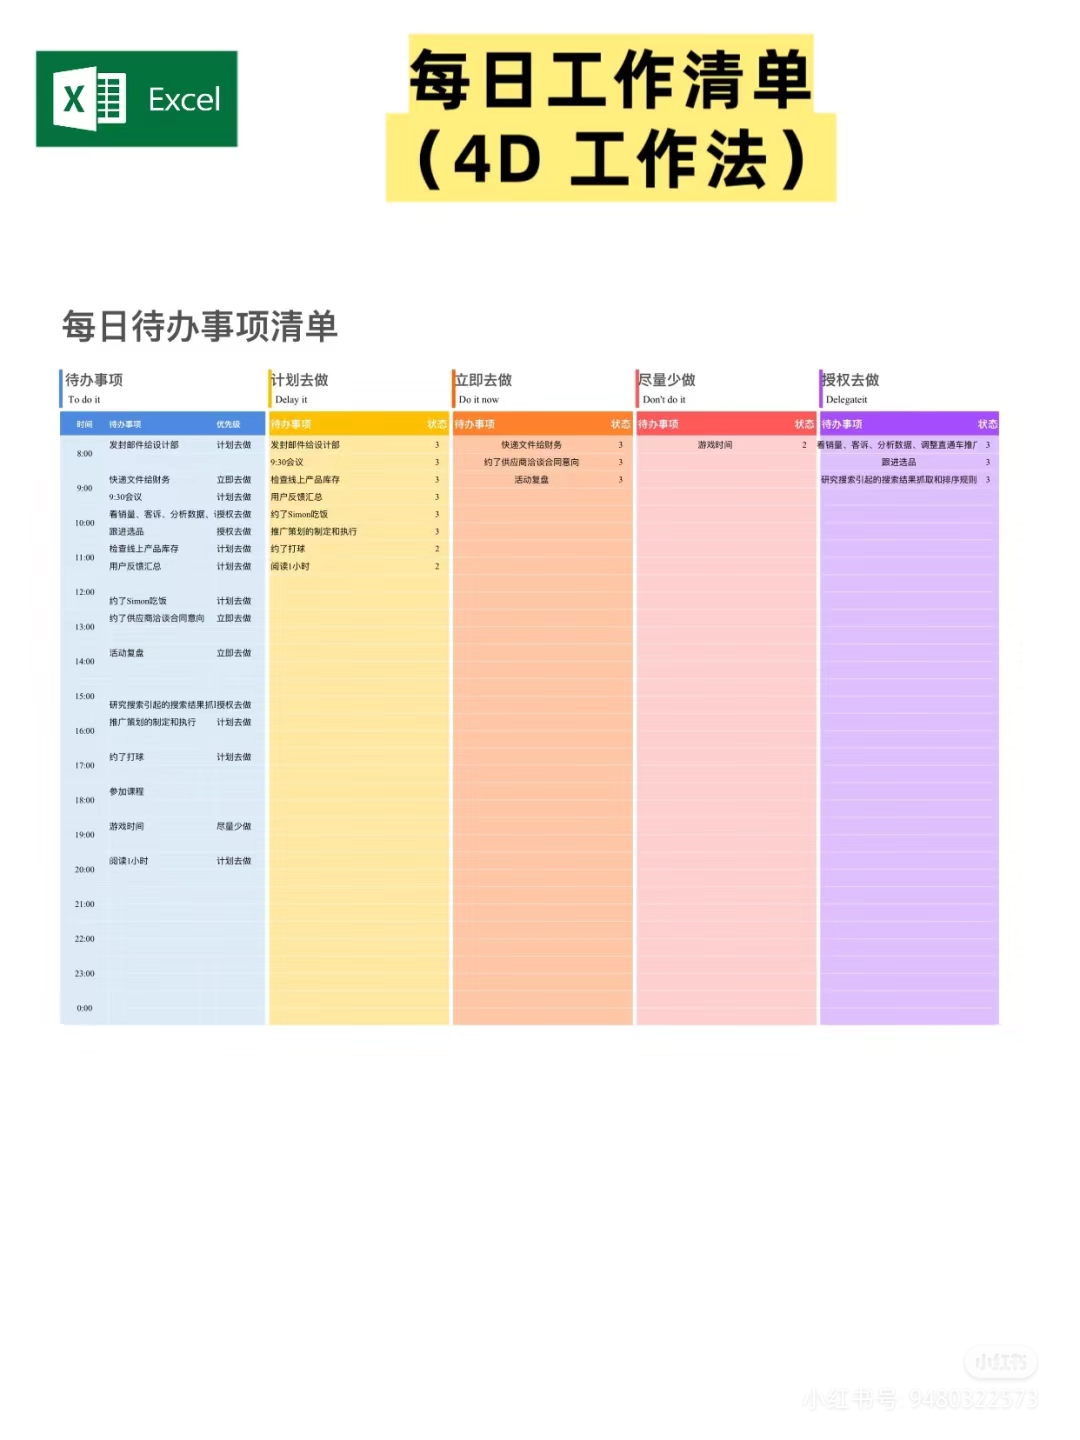 Excel
每日工作清单
（4D 工作法）
每日待办事项清单
待办事项
To do it
计划去做
Delay it
立即去做
Do it now
尽量少做
Don't do it
授权去做
Delegateit
时间 待办事项 优先级 待办事项 状态 待办事项 状态 待办事项 状态 待办事项 状态
8:00
发封邮件给设计部 计划去做
9:00
快递文件给财务 立即去做
9:30会议 计划去做
10:00
看销量、客诉、分析数据、 授权去做
跟进选品 授权去做
11:00
检查线上产品库存 计划去做
用户反馈汇总 计划去做
12:00
约了Simon吃饭 计划去做
13:00
约了供应商洽谈合同意向 立即去做
14:00
活动复盘 立即去做
15:00
研究搜索引起的搜索结果抓 授权去做
16:00
推广策划的制定和执行 计划去做
17:00
约了打球 计划去做
18:00
参加课程
19:00
游戏时间 尽量少做
20:00
阅读1小时 计划去做
21:00
22:00
23:00
0:00
发封邮件给设计部 3
9:30会议 3
检查线上产品库存 3
用户反馈汇总 3
约了Simon吃饭 3
推广策划的制定和执行 3
约了打球 2
阅读1小时 2
快递文件给财务 3
约了供应商洽谈合同意向 3
活动复盘 3
游戏时间 2
看销量、客诉、分析数据、调整直通车推广 3
跟进选品 3
研究搜索引起的搜索结果抓取和排序规则 3
小红书
小红书号: 9480322573